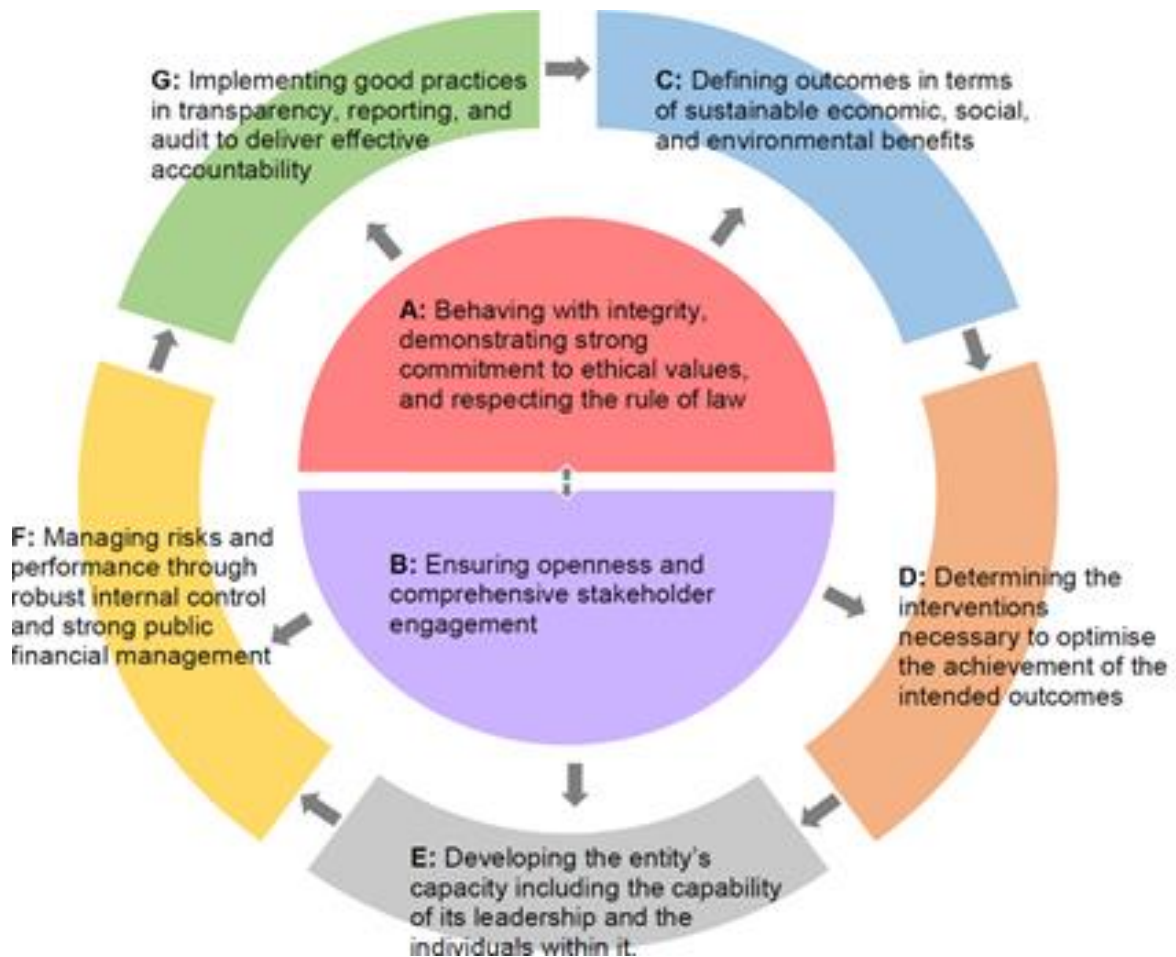 G: Implementing good practices
in transparency, reporting, and
audit to deliver effective
accountability
C: Defining outcomes in terms
of sustainable economic, social,
and environmental benefits
A: Behaving with integrity,
demonstrating strong
commitment to ethical values,
and respecting the rule of law
B: Ensuring openness and
comprehensive stakeholder
engagement
F: Managing risks and
performance through
robust internal control
and strong public
financial management
D: Determining the
interventions
necessary to optimise
the achievement of the
intended outcomes
E: Developing the entity's
capacity including the capability
of its leadership and the
individuals within it.